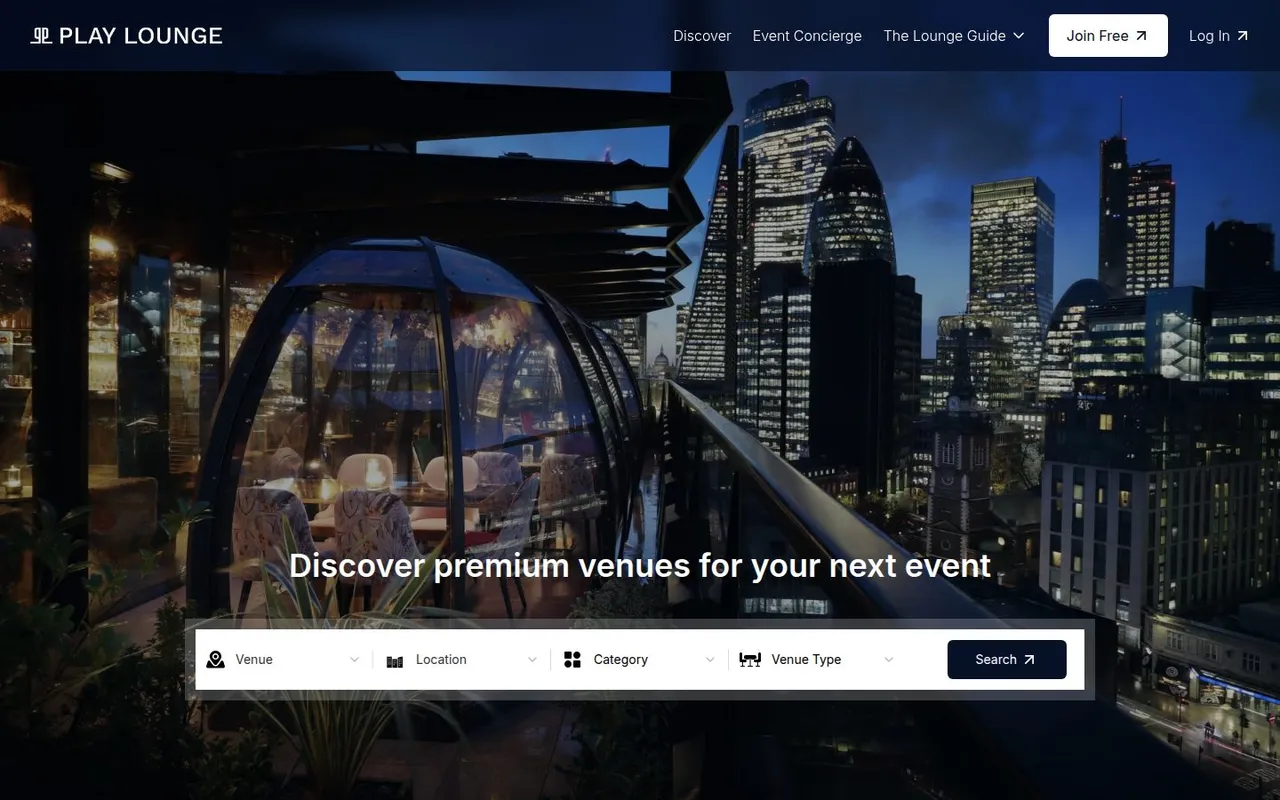 PLAY LOUNGE
Discover
Event Concierge
The Lounge Guide
Join Free
Log In
Discover premium venues for your next event
Venue
Location
Category
Venue Type
Search